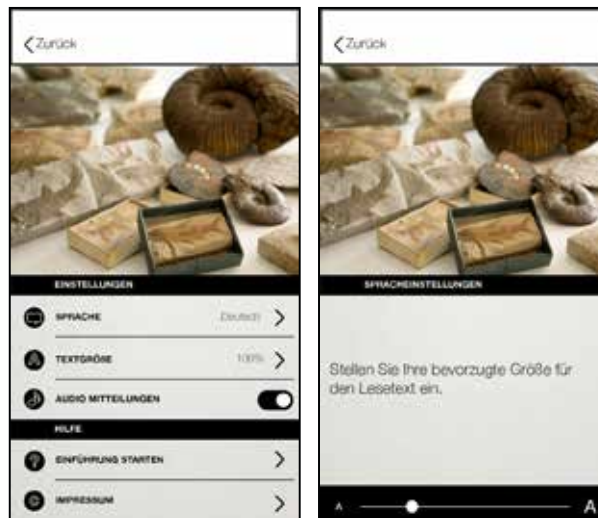 Zurück
EINSTELLUNGEN
SPRACHE Deutsch
TEXTGRÖSSE 100%
AUDIO MITTEILUNGEN
HILFE
EINFÜHRUNG STARTEN
IMPRESSUM
Zurück
SPRACHEINSTELLUNGEN
Stellen Sie Ihre bevorzugte Größe für
den Lesetext ein.
A A